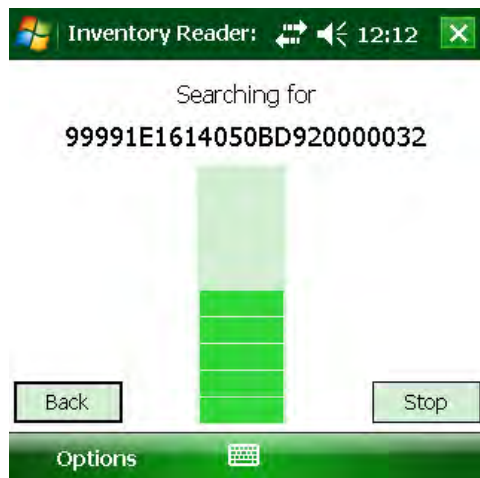 Inventory Reader: 12:12
Searching for
99991E1614050BD920000032
Back
Stop
Options